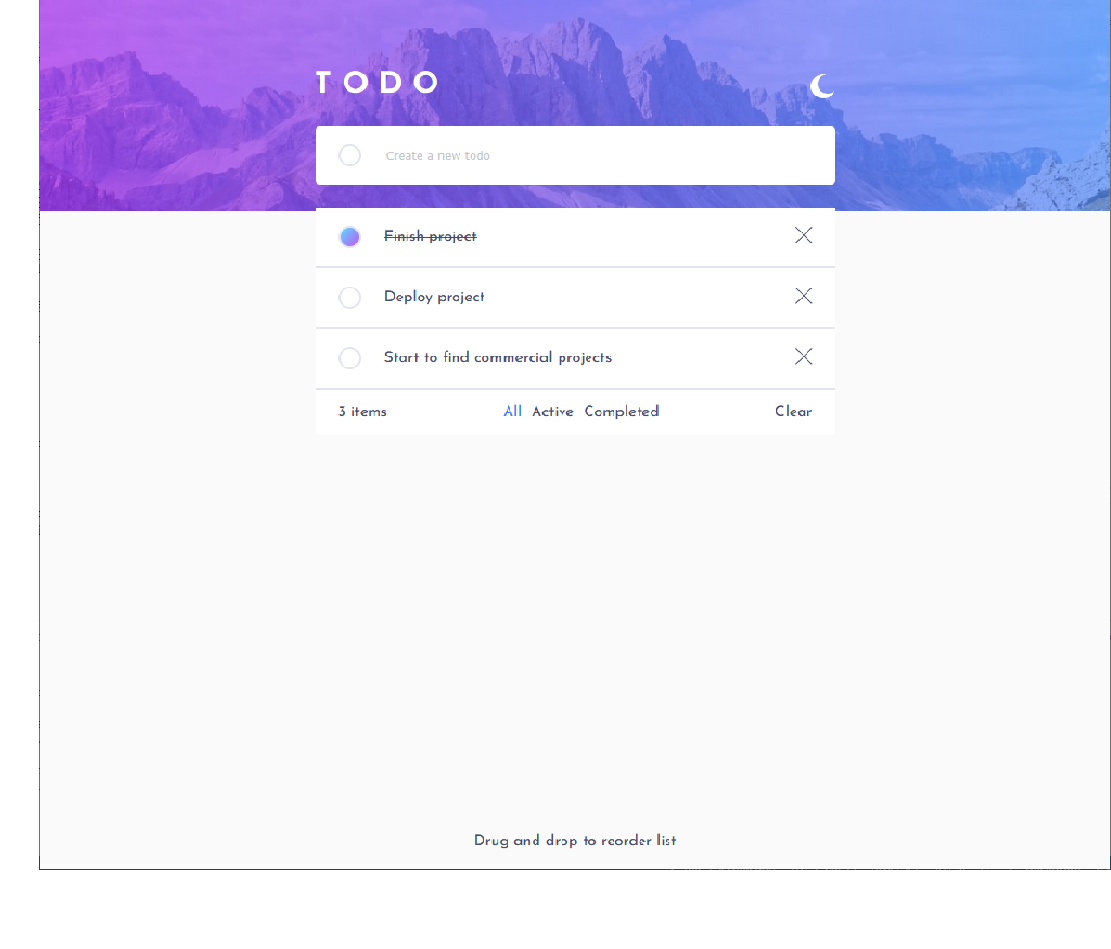 TODO
Create a new todo
Finish project
Deploy project
Start to find commercial projects
3 items All Active Completed Clear
Drug and drop to reorder list